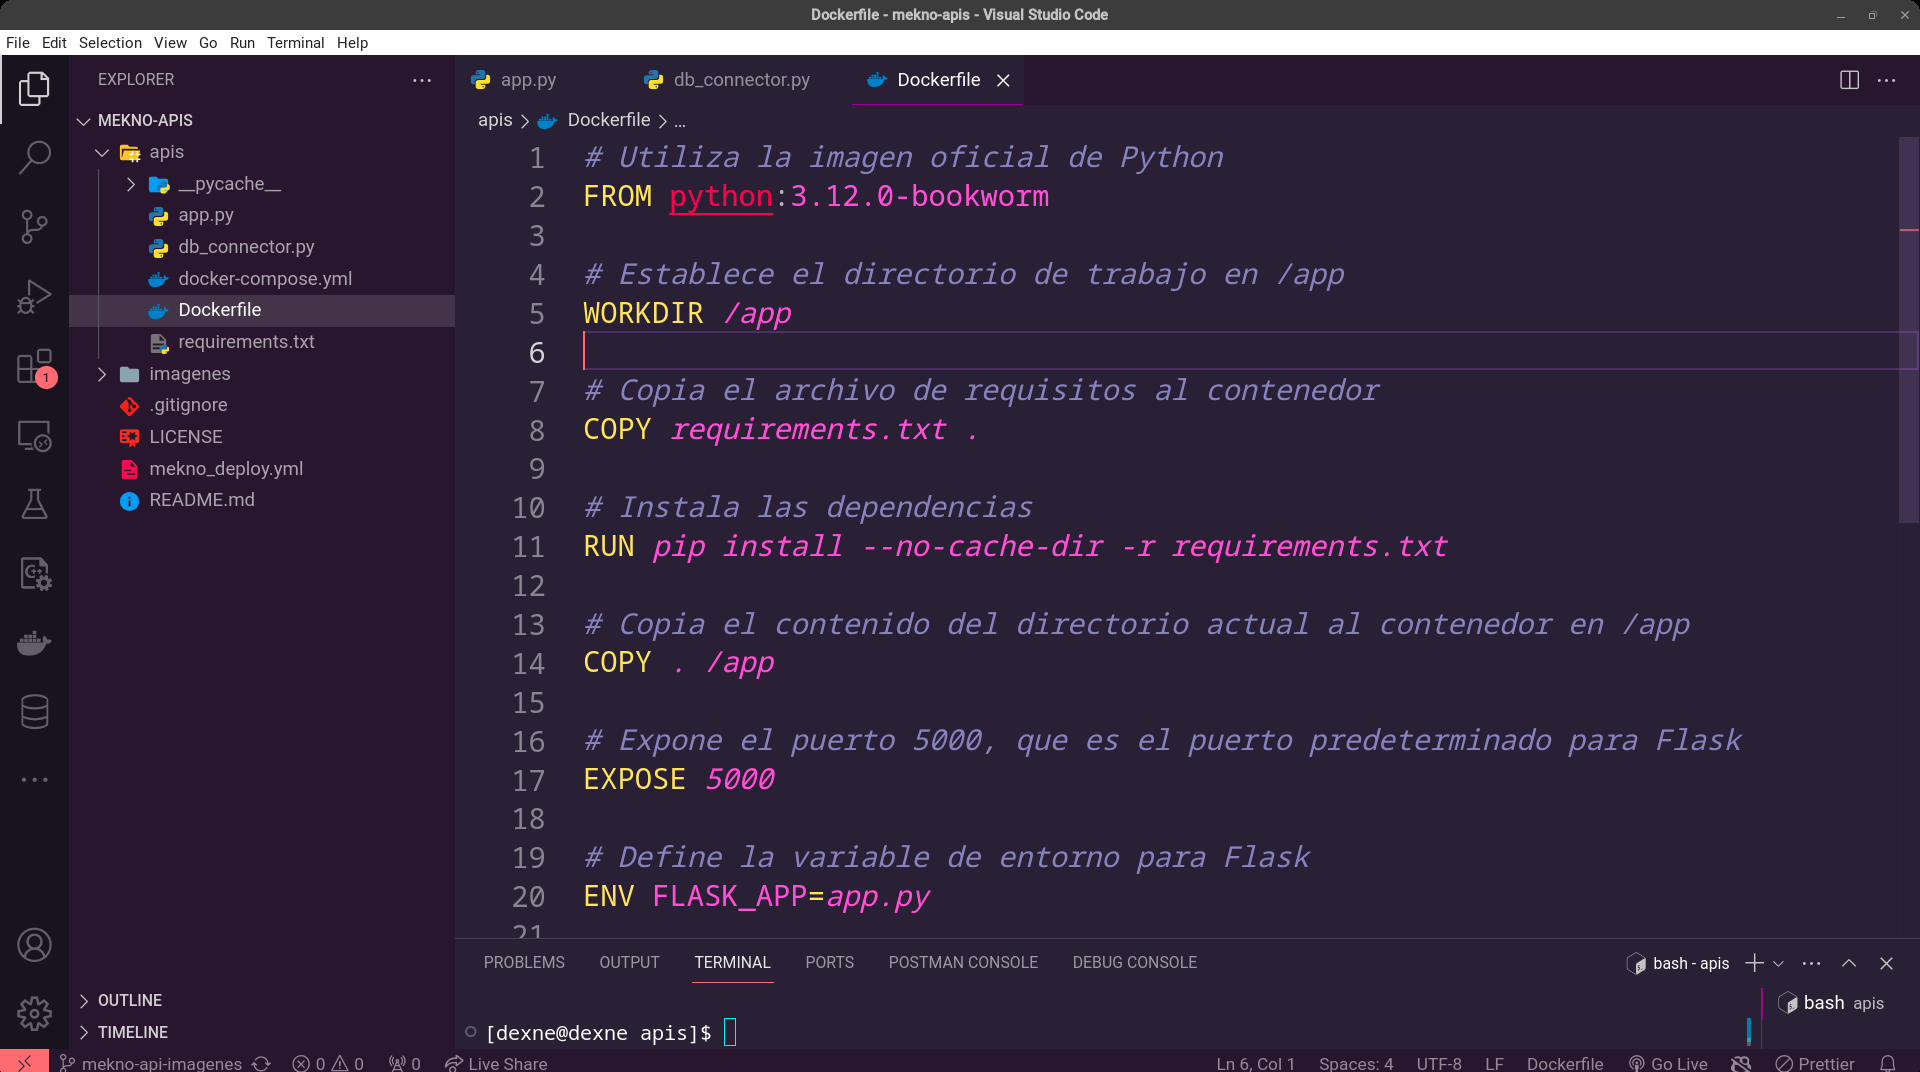 Dockerfile - mekno-apis - Visual Studio Code
File Edit Selection View Go Run Terminal Help
EXPLORER
MEKNO-APIS
apis
__pycache__
app.py
db_connector.py
docker-compose.yml
Dockerfile
requirements.txt
imagenes
.gitignore
LICENSE
mekno_deploy.yml
README.md
OUTLINE
TIMELINE
1
app.py db_connector.py Dockerfile
apis > Dockerfile > ...
1 # Utiliza la imagen oficial de Python
2 FROM python:3.12.0-bookworm
3
4 # Establece el directorio de trabajo en /app
5 WORKDIR /app
6
7 # Copia el archivo de requisitos al contenedor
8 COPY requirements.txt .
9
10 # Instala las dependencias
11 RUN pip install --no-cache-dir -r requirements.txt
12
13 # Copia el contenido del directorio actual al contenedor en /app
14 COPY . /app
15
16 # Expone el puerto 5000, que es el puerto predeterminado para Flask
17 EXPOSE 5000
18
19 # Define la variable de entorno para Flask
20 ENV FLASK_APP=app.py
21
PROBLEMS OUTPUT TERMINAL PORTS POSTMAN CONSOLE DEBUG CONSOLE
bash - apis
bash apis
[dexne@dexne apis]$
mekno-api-imagenes 0 0 0 Live Share Ln 6, Col 1 Spaces: 4 UTF-8 LF Dockerfile Go Live Prettier